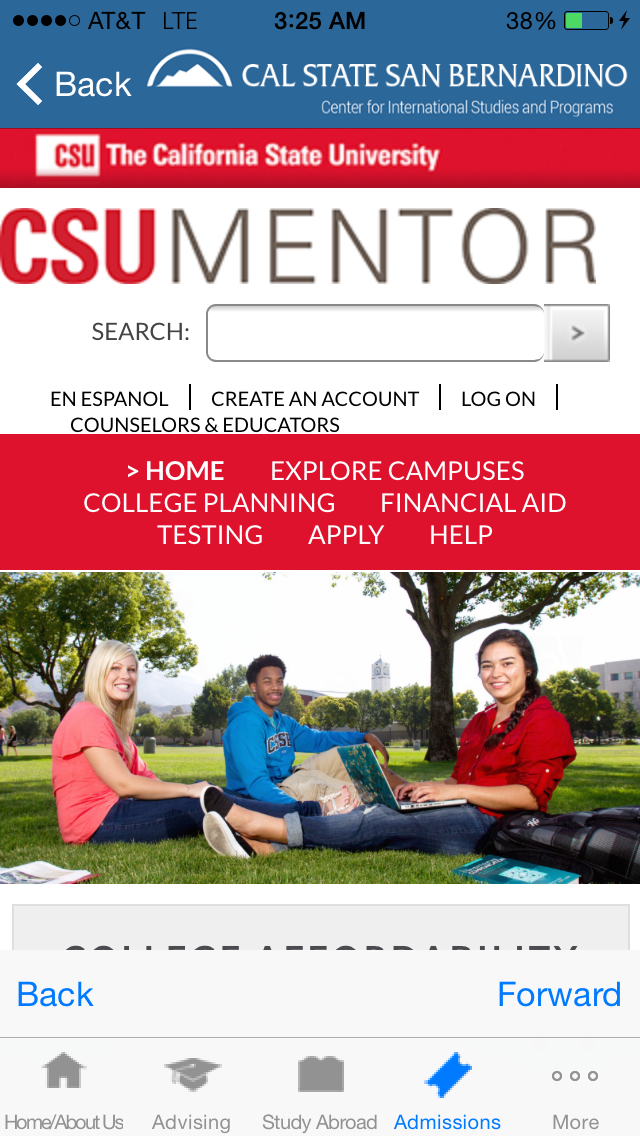 AT&T LTE 3:25 AM 38%
Back CAL STATE SAN BERNARDINO
Center for International Studies and Programs
CSU The California State University
CSUMENTOR
SEARCH: >
EN ESPANOL | CREATE AN ACCOUNT | LOG ON |
COUNSELORS & EDUCATORS
> HOME EXPLORE CAMPUSES
COLLEGE PLANNING FINANCIAL AID
TESTING APPLY HELP
COLLEGE AFFORDABILITY
Back Forward
Home/About Us Advising Study Abroad Admissions More